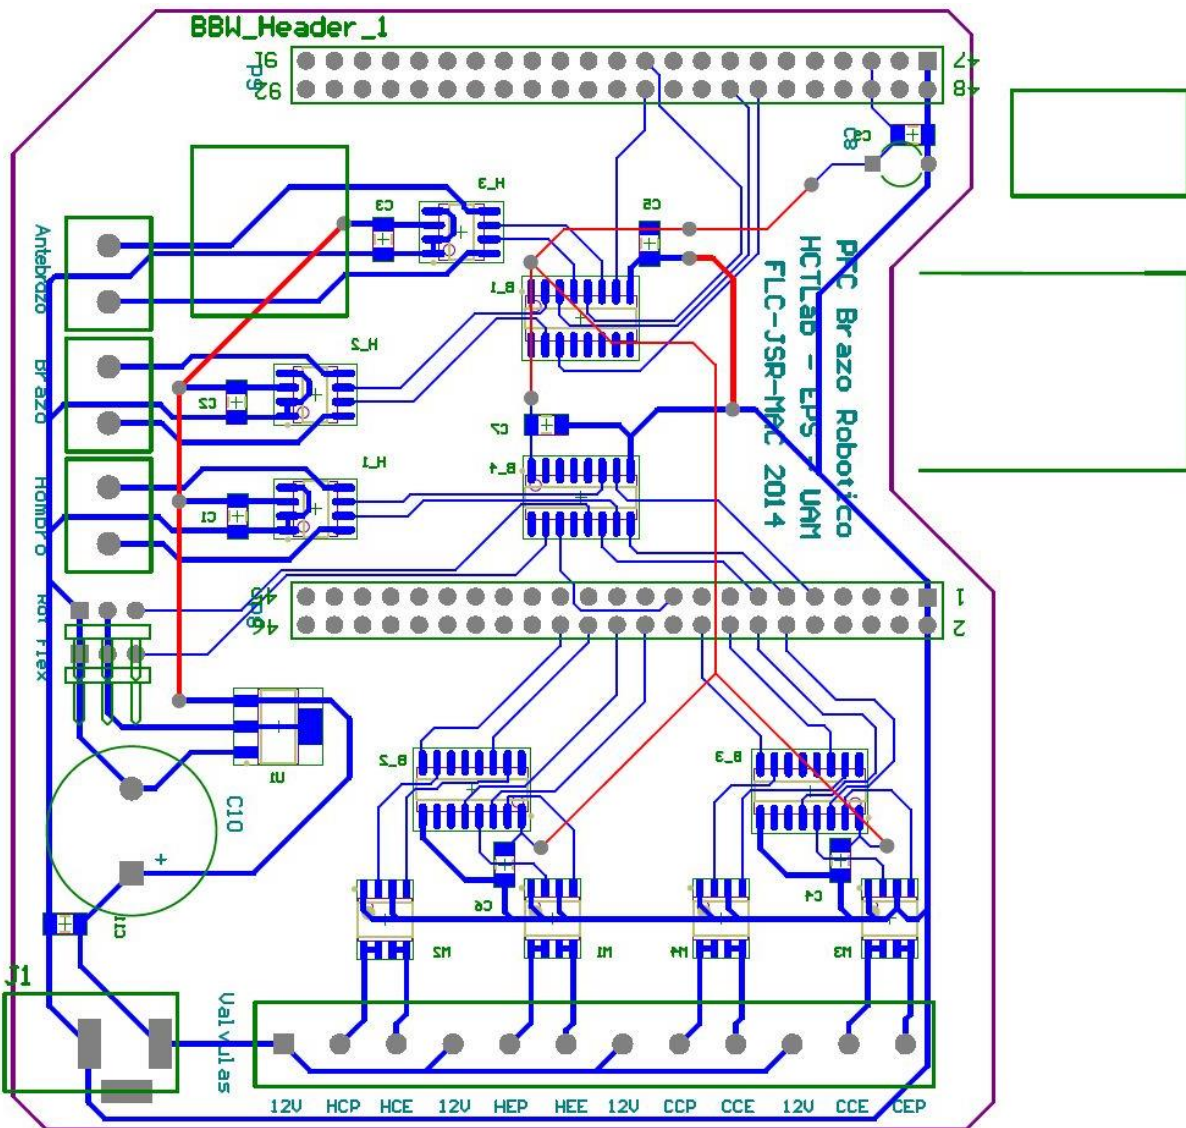 BBW_Header_1
91
47
P9
92
48
C8
C9
H_3
C3
C5
Antebrazo
B_1
PFC Brazo Robotico
HCTLab - EPS - UAM
FLC-JSR-MAC 2014
H_2
Brazo
C2
C7
B_4
H_1
Hombro
C1
Rot Flex
45
P8
46
1
2
U1
B_2
B_3
C10
+
C11
C6
C4
M2
M1
M4
M3
J1
Valvulas
12V HCP HCE 12V HEP HEE 12V CCP CCE 12V CCE CEP